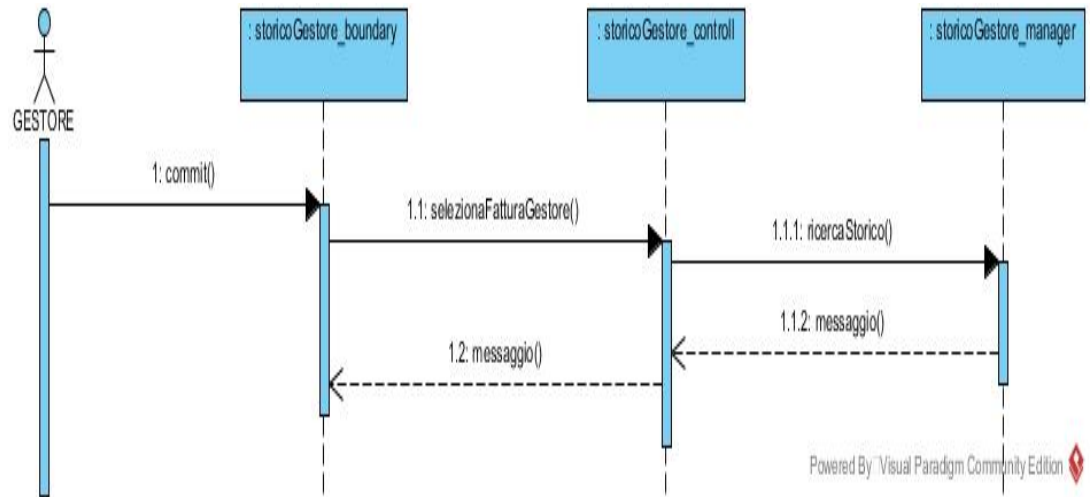 : storicoGestore_boundary
: storicoGestore_controll
: storicoGestore_manager
GESTORE
1: commit()
1.1: selezionaFatturaGestore()
1.1.1: ricercaStorico()
1.1.2: messaggio()
1.2: messaggio()
Powered By Visual Paradigm Community Edition